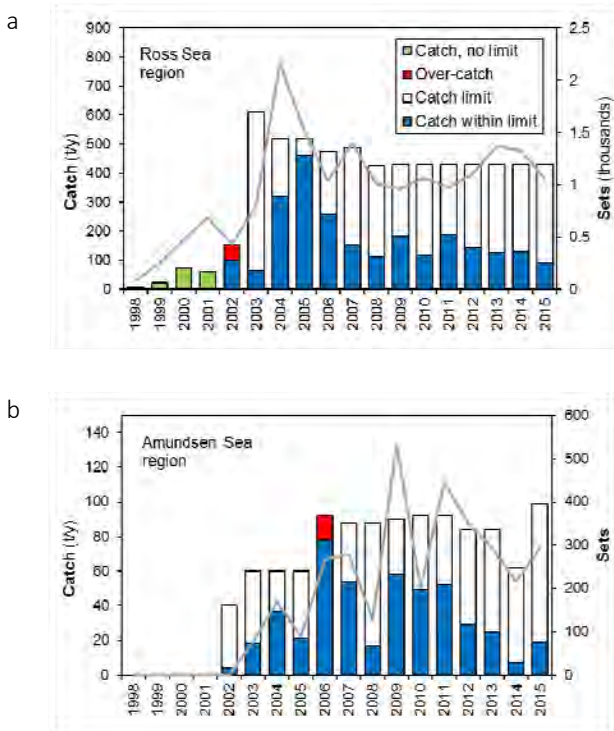 a
Ross Sea
region
Catch, no limit
Over-catch
Catch limit
Catch within limit
Catch (t/y)
900
800
700
600
500
400
300
200
100
0
Sets (thousands)
2.5
2
1.5
1
0.5
0
1998 1999 2000 2001 2002 2003 2004 2005 2006 2007 2008 2009 2010 2011 2012 2013 2014 2015
b
Amundsen Sea
region
Catch (t/y)
140
120
100
80
60
40
20
0
Sets
600
500
400
300
200
100
0
1998 1999 2000 2001 2002 2003 2004 2005 2006 2007 2008 2009 2010 2011 2012 2013 2014 2015